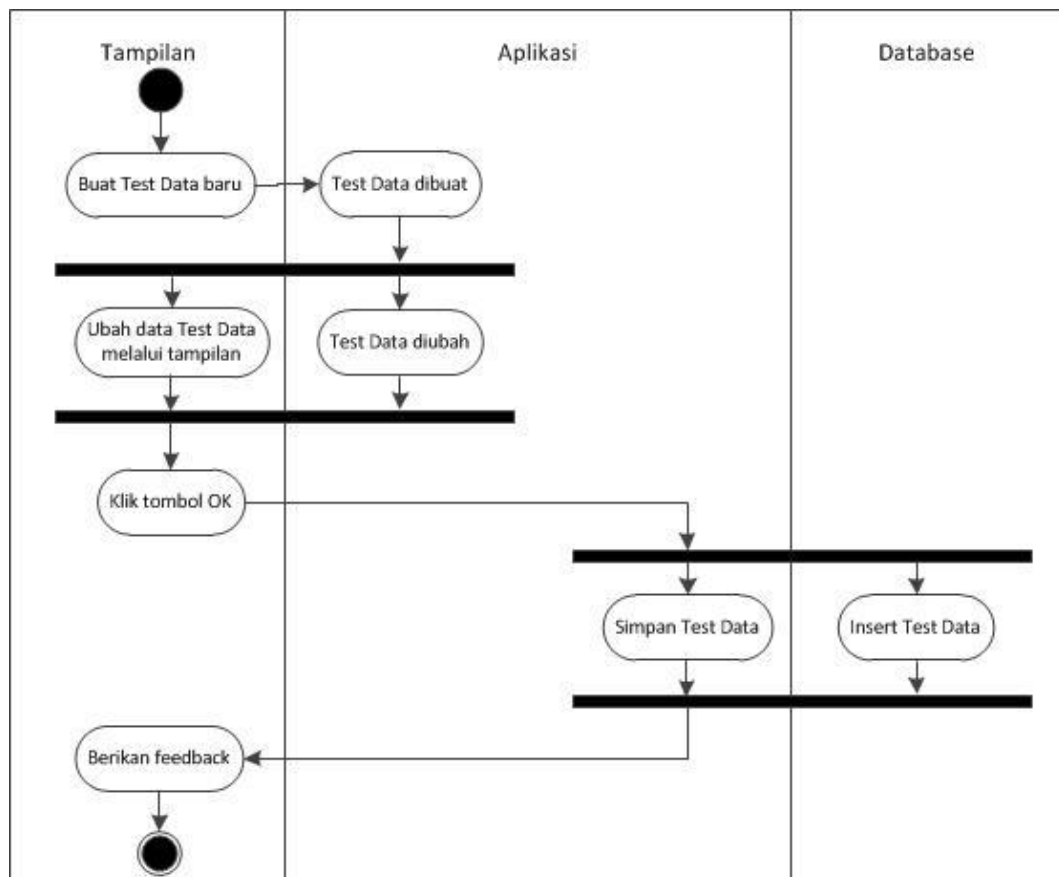 Tampilan
Aplikasi
Database
Buat Test Data baru
Test Data dibuat
Ubah data Test Data
melalui tampilan
Test Data diubah
Klik tombol OK
Simpan Test Data
Insert Test Data
Berikan feedback